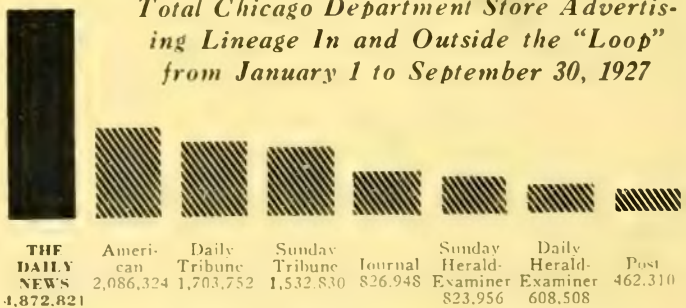 Total Chicago Department Store Advertis-
ing Lineage In and Outside the "Loop"
from January 1 to September 30, 1927
THE
DAILY
NEWS
4,872,821
Ameri-
can
2,086,324
Daily
Tribune
1,703,752
Sunday
Tribune
1,532,830
Journal
826,948
Sunday
Herald-
Examiner
823,956
Daily
Herald-
Examiner
608,508
Post
462,310